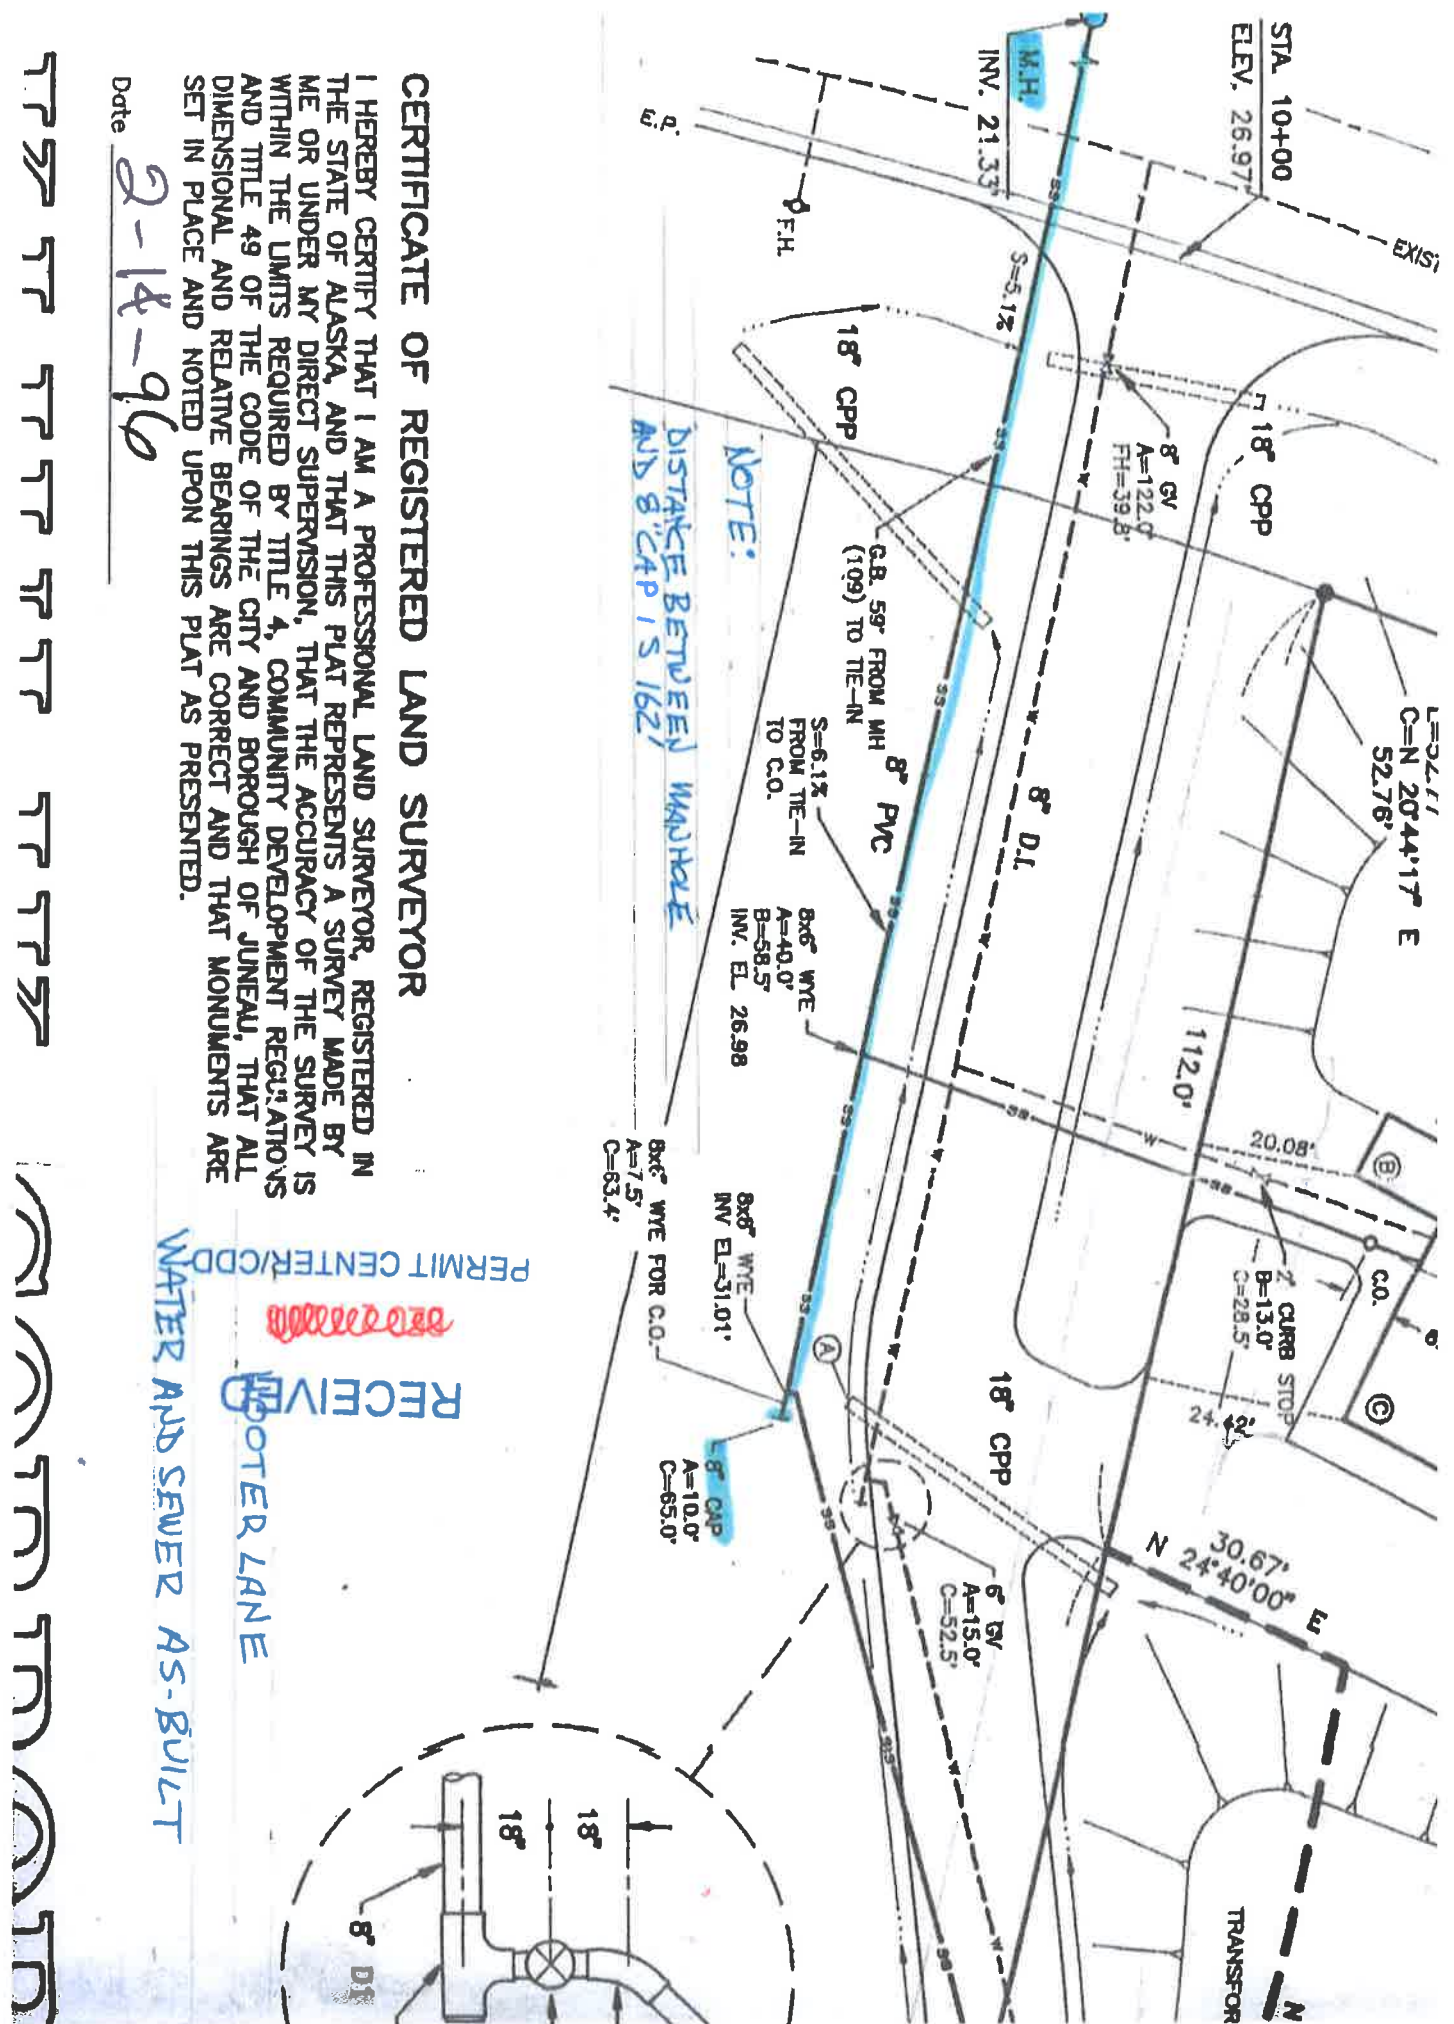 STA. 10+00
ELEV. 26.97'
M.H.
INV. 21.33'
EXIST
E.P.
F.H.
S=5.1%
18" CPP
18" CPP
8" GV
A=122.0'
FH=39.8'
G.B. 59' FROM MH
(109) TO TIE-IN
C=N 20°44'17" E
52.76'
8" PVC
8" D.I.
S=6.1%
FROM TIE-IN
TO C.O.
8x6" WYE
A=40.0'
B=58.5'
INV. EL. 26.98
112.0'
20.08'
B
C.O.
2" CURB STOP
B=13.0'
C=28.5'
C
24.42'
8x8" WYE
INV EL=31.01'
8x6" WYE FOR C.O.
A=7.5'
C=63.4'
A
18" CPP
8" CAP
A=10.0'
C=65.0'
6" GV
A=15.0'
C=52.5'
30.67'
N 24°40'00" E
TRANSFOR
N
18"
18"
8"
DI
NOTE:
DISTANCE BETWEEN MANHOLE
AND 8" CAP IS 162'
CERTIFICATE OF REGISTERED LAND SURVEYOR
I HEREBY CERTIFY THAT I AM A PROFESSIONAL LAND SURVEYOR, REGISTERED IN
THE STATE OF ALASKA, AND THAT THIS PLAT REPRESENTS A SURVEY MADE BY
ME OR UNDER MY DIRECT SUPERVISION, THAT THE ACCURACY OF THE SURVEY IS
WITHIN THE LIMITS REQUIRED BY TITLE 4, COMMUNITY DEVELOPMENT REGULATIONS
AND TITLE 49 OF THE CODE OF THE CITY AND BOROUGH OF JUNEAU, THAT ALL
DIMENSIONAL AND RELATIVE BEARINGS ARE CORRECT AND THAT MONUMENTS ARE
SET IN PLACE AND NOTED UPON THIS PLAT AS PRESENTED.
Date 2-14-96
PERMIT CENTER/CDD
RECEIVED
OOTER LANE
WATER AND SEWER AS-BUILT